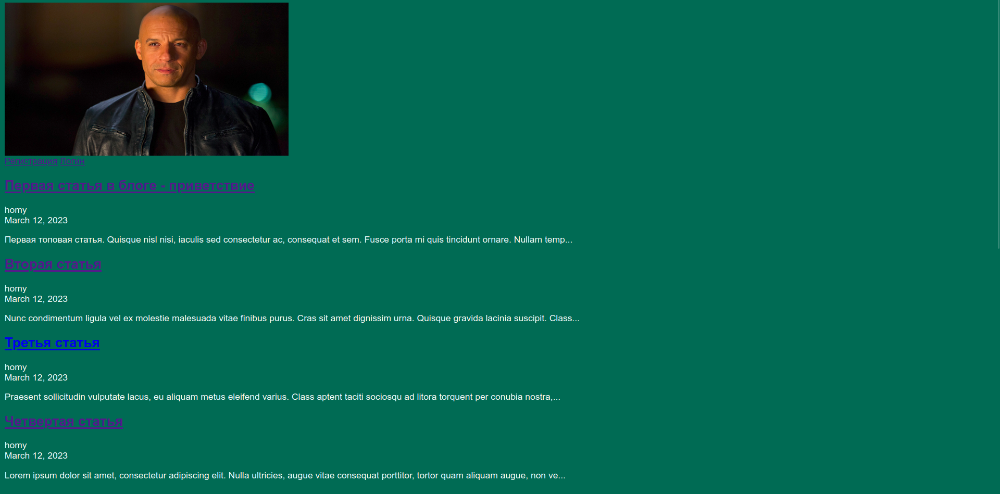 Регистрация Логин
Первая статья в блоге - приветствие
homy
March 12, 2023
Первая топовая статья. Quisque nisl nisi, iaculis sed consectetur ac, consequat et sem. Fusce porta mi quis tincidunt ornare. Nullam temp...
Вторая статья
homy
March 12, 2023
Nunc condimentum ligula vel ex molestie malesuada vitae finibus purus. Cras sit amet dignissim urna. Quisque gravida lacinia suscipit. Class...
Третья статья
homy
March 12, 2023
Praesent sollicitudin vulputate lacus, eu aliquam metus eleifend varius. Class aptent taciti sociosqu ad litora torquent per conubia nostra,...
Четвертая статья
homy
March 12, 2023
Lorem ipsum dolor sit amet, consectetur adipiscing elit. Nulla ultricies, augue vitae consequat porttitor, tortor quam aliquam augue, non ve...